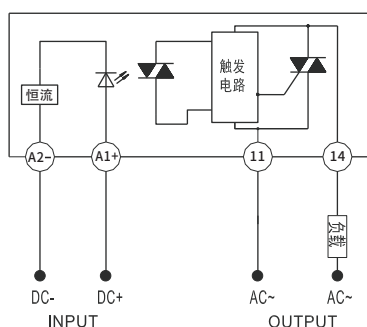 触发
电路
恒流
A2- A1+ 11 14
负载
DC- DC+ AC~ AC~
INPUT OUTPUT